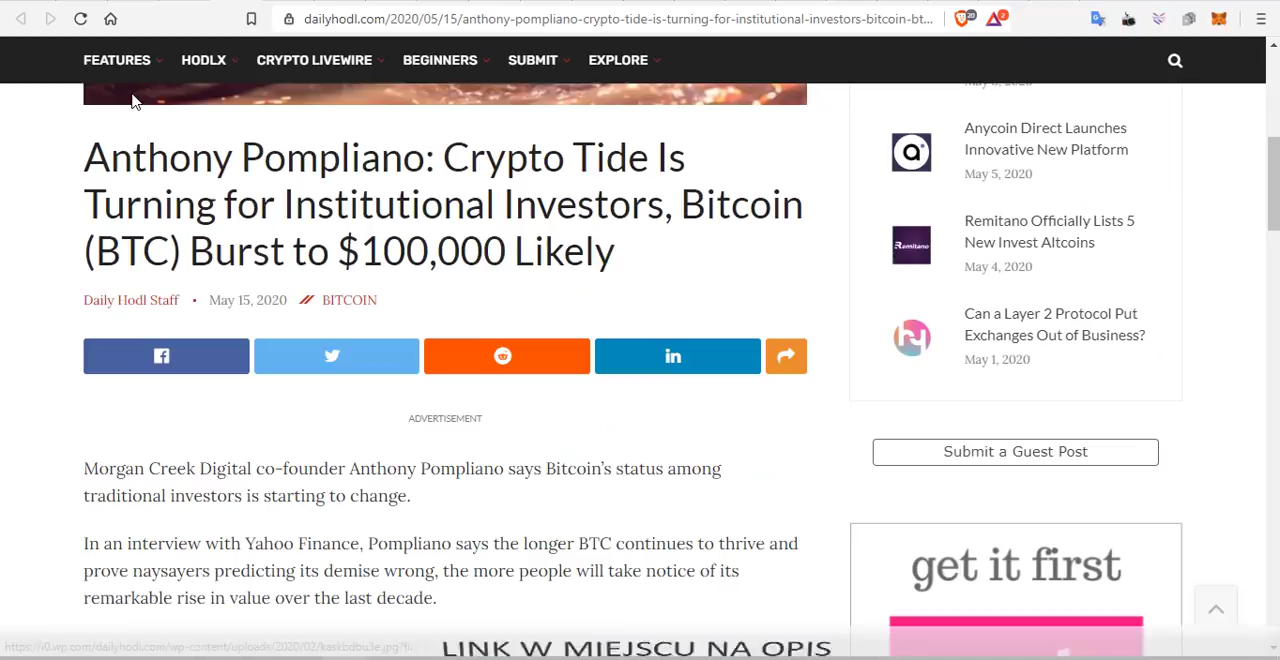 dailyhodl.com/2020/05/15/anthony-pompliano-crypto-tide-is-turning-for-institutional-investors-bitcoin-bt...
20
2
FEATURES HODLX CRYPTO LIVEWIRE BEGINNERS SUBMIT EXPLORE
Anthony Pompliano: Crypto Tide Is
Turning for Institutional Investors, Bitcoin
(BTC) Burst to $100,000 Likely
Daily Hodl Staff • May 15, 2020 // BITCOIN
ADVERTISEMENT
Morgan Creek Digital co-founder Anthony Pompliano says Bitcoin's status among
traditional investors is starting to change.
In an interview with Yahoo Finance, Pompliano says the longer BTC continues to thrive and
prove naysayers predicting its demise wrong, the more people will take notice of its
remarkable rise in value over the last decade.
May 5, 2020
Anycoin Direct Launches
Innovative New Platform
May 5, 2020
Remitano
Remitano Officially Lists 5
New Invest Altcoins
May 4, 2020
Can a Layer 2 Protocol Put
Exchanges Out of Business?
May 1, 2020
Submit a Guest Post
get it first
LINK W MIEJSCU NA OPIS